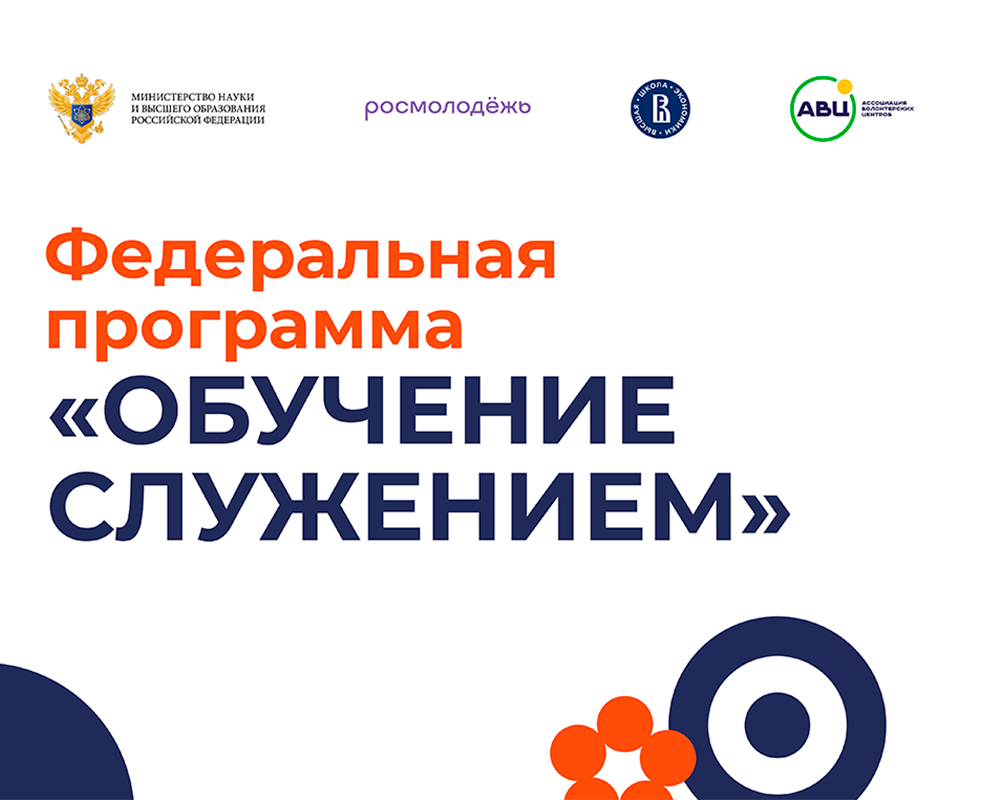 МИНИСТЕРСТВО НАУКИ
И ВЫСШЕГО ОБРАЗОВАНИЯ
РОССИЙСКОЙ ФЕДЕРАЦИИ
росмолодёжь
ВЫСШАЯ • ШКОЛА • ЭКОНОМИКИ •
АВЦ
АССОЦИАЦИЯ
ВОЛОНТЕРСКИХ
ЦЕНТРОВ
Федеральная
программа
«ОБУЧЕНИЕ
СЛУЖЕНИЕМ»